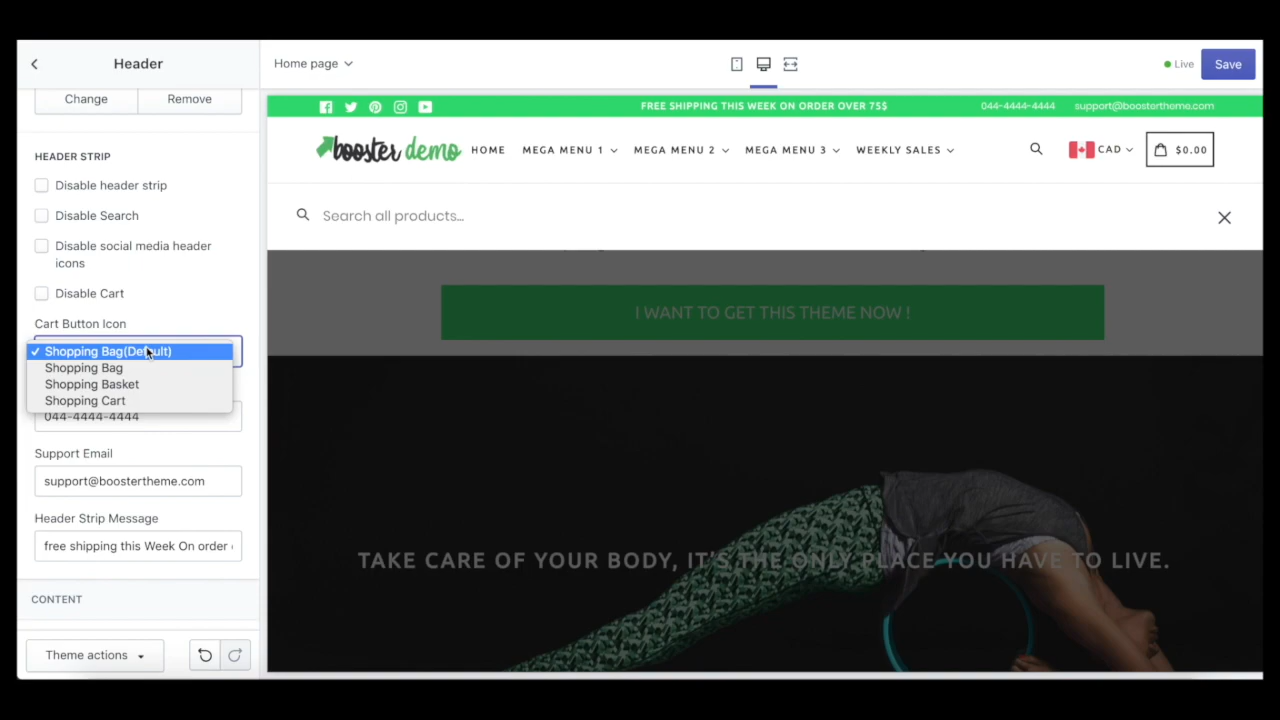 Header
Home page
Live
Save
Change
Remove
HEADER STRIP
Disable header strip
Disable Search
Disable social media header
icons
Disable Cart
Cart Button Icon
Shopping Bag(Default)
Shopping Bag
Shopping Basket
Shopping Cart
044-4444-4444
Support Email
support@boostertheme.com
Header Strip Message
free shipping this Week On order
CONTENT
Theme actions
FREE SHIPPING THIS WEEK ON ORDER OVER 75$
044-4444-4444
support@boostertheme.com
booster demo
HOME
MEGA MENU 1
MEGA MENU 2
MEGA MENU 3
WEEKLY SALES
CAD
$0.00
Search all products...
I WANT TO GET THIS THEME NOW !
TAKE CARE OF YOUR BODY, IT'S THE ONLY PLACE YOU HAVE TO LIVE.